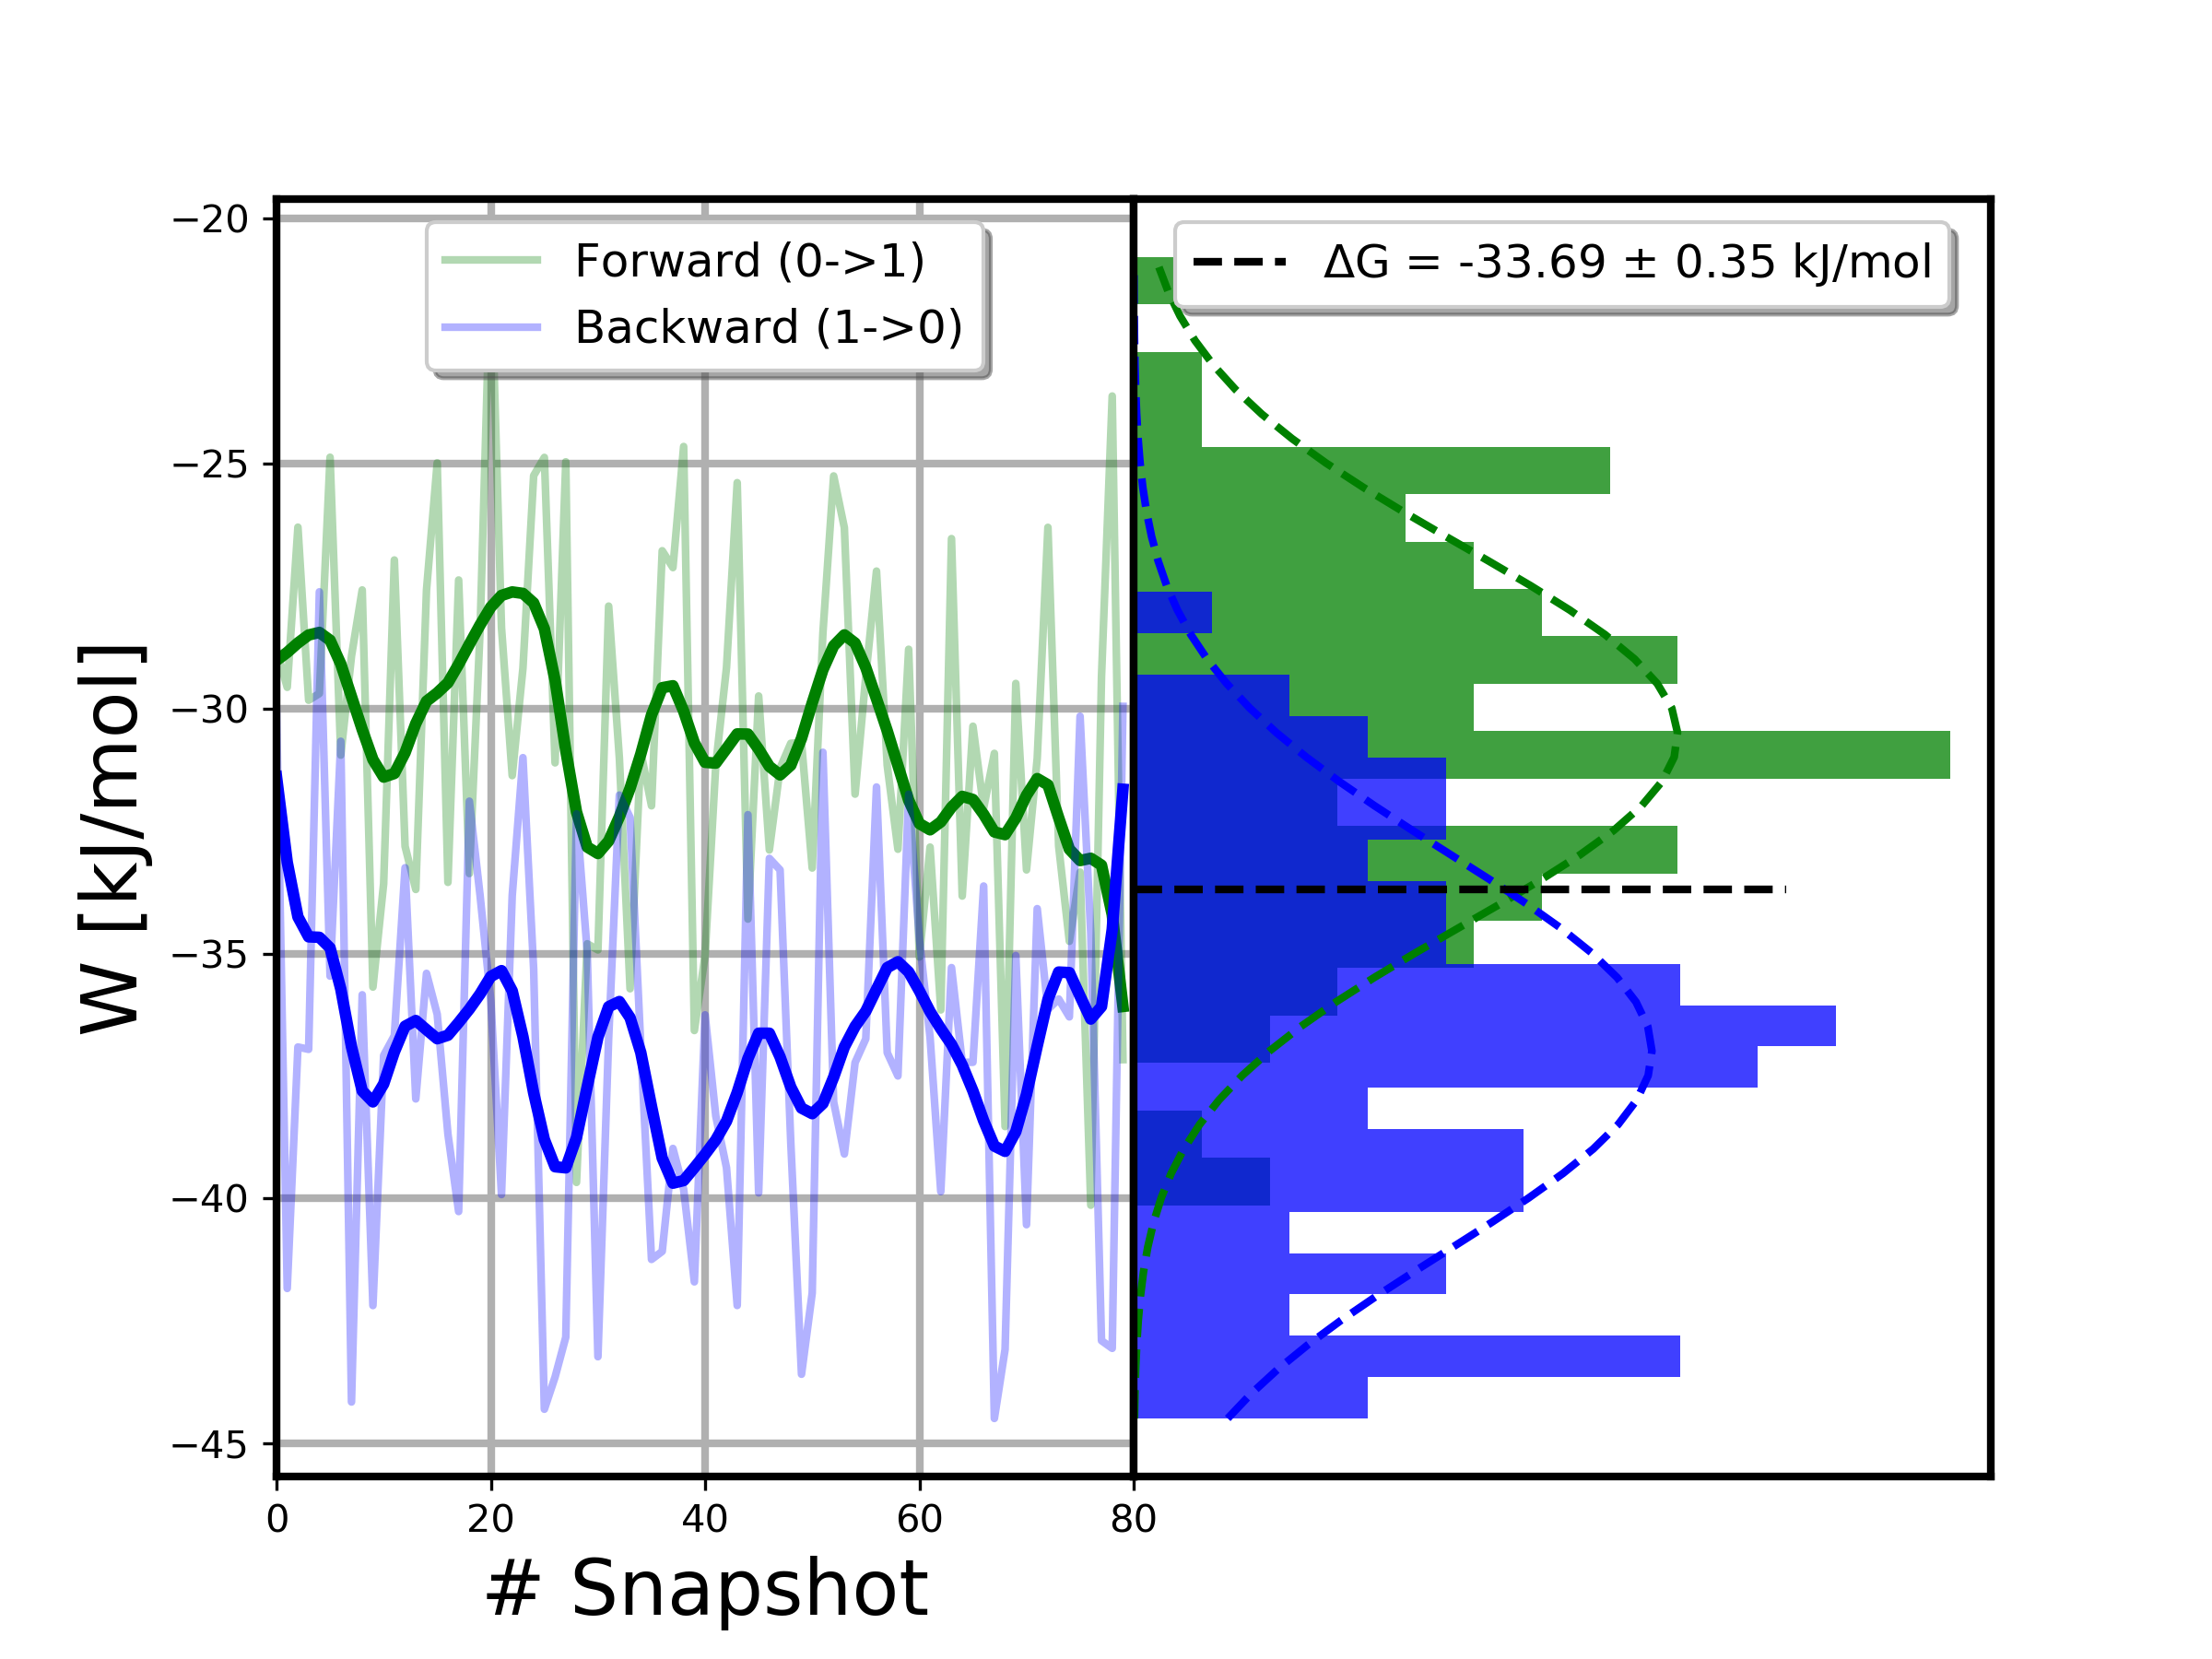 Forward (0->1)
Backward (1->0)
ΔG = -33.69 ± 0.35 kJ/mol
W [kJ/mol]
−20
−25
−30
−35
−40
−45
0 20 40 60 80
# Snapshot